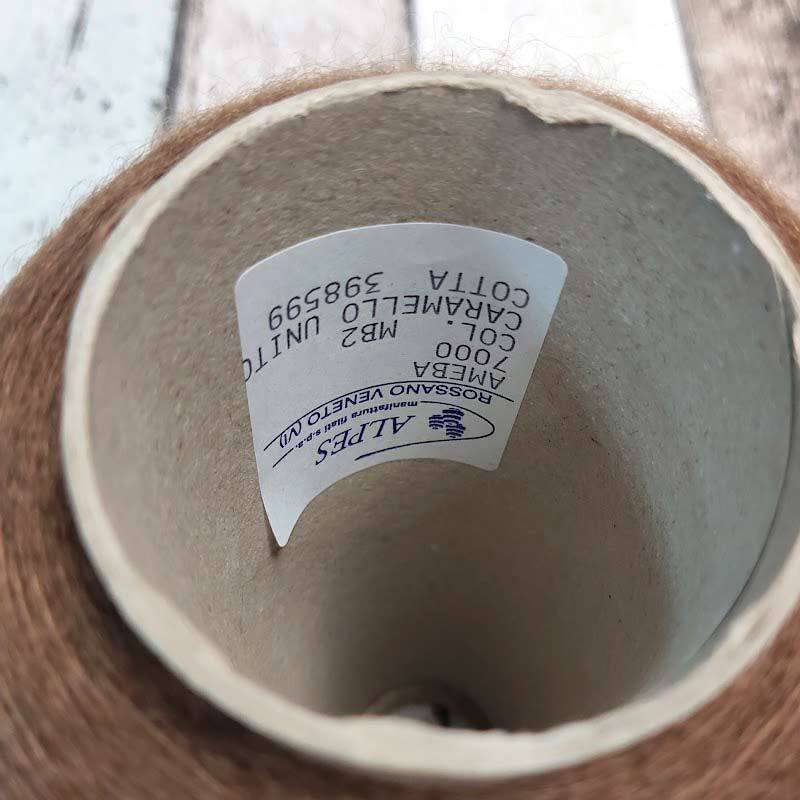 ALPES
manifattura filati s.p.a.
ROSSANO VENETO (VI)
AMEBA
7000 MB2 UNITO
COL.
CARAMELLO 398599
COTTA